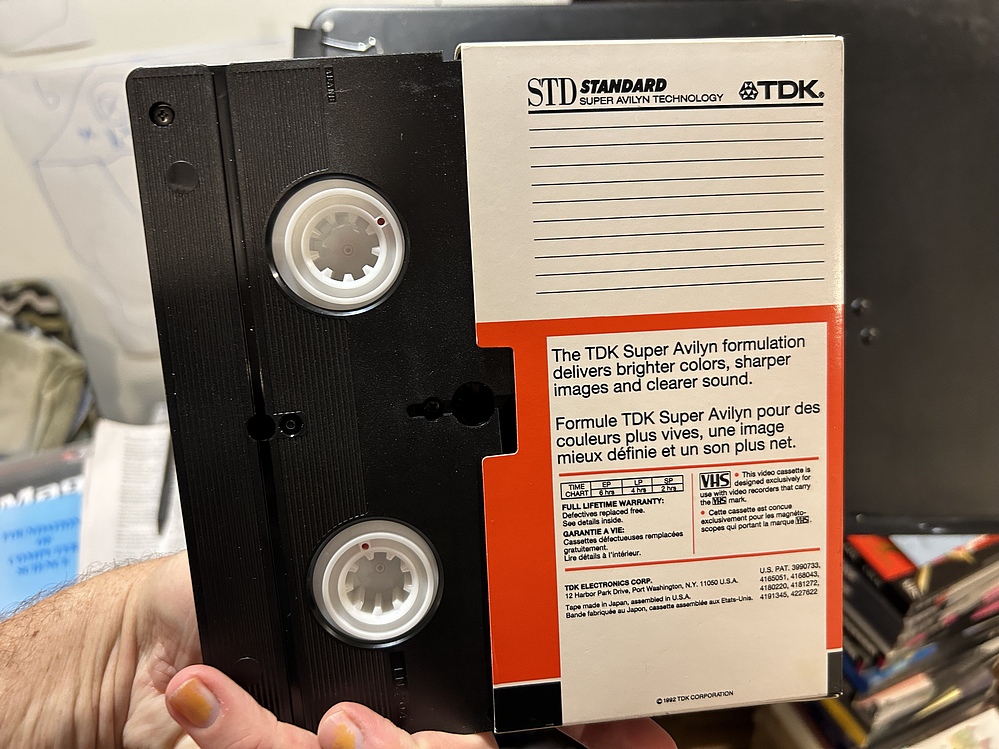 STD STANDARD
SUPER AVILYN TECHNOLOGY
TDK®
The TDK Super Avilyn formulation
delivers brighter colors, sharper
images and clearer sound.
Formule TDK Super Avilyn pour des
couleurs plus vives, une image
mieux définie et un son plus net.
TIME CHART EP LP SP
6 hrs. 4 hrs. 2 hrs.
FULL LIFETIME WARRANTY:
Defectives replaced free.
See details inside.
GARANTIE A VIE:
Cassettes défectueuses remplacées
gratuitement.
Lire détails à l'intérieur.
VHS • This video cassette is
designed exclusively for
use with video recorders that carry
the VHS mark.
• Cette cassette est concue
exclusivement pour les magnéto-
scopes qui portant la marque VHS.
TDK ELECTRONICS CORP.
12 Harbor Park Drive, Port Washington, N.Y. 11050 U.S.A.
Tape made in Japan, assembled in U.S.A.
Bande fabriquée au Japon, cassette assemblée aux Etats-Unis.
U.S. PAT. 3990733,
4165051, 4168043,
4180220, 4181272,
4191345, 4227622
© 1992 TDK CORPORATION
Mac
COMPUTER
SCIENCE